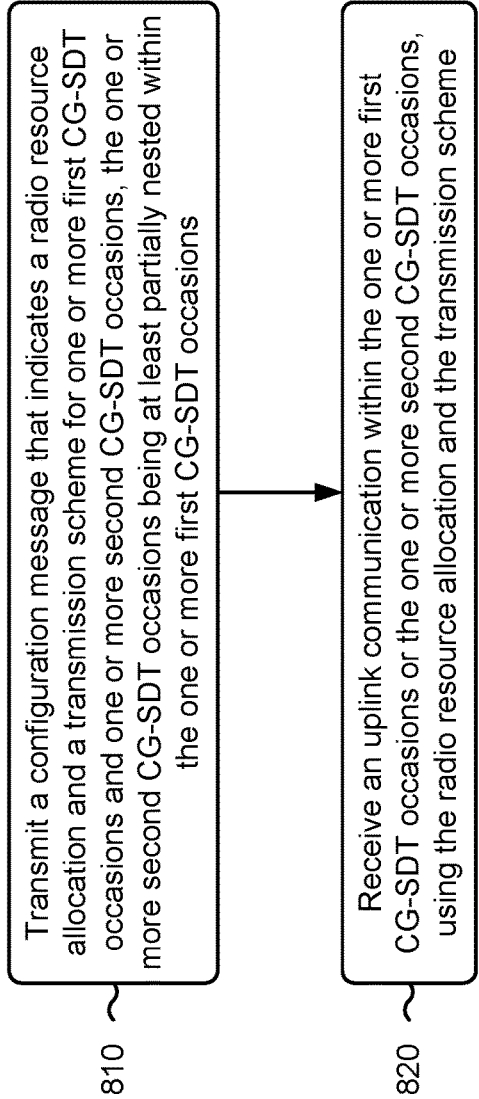 810
Transmit a configuration message that indicates a radio resource
allocation and a transmission scheme for one or more first CG-SDT
occasions and one or more second CG-SDT occasions, the one or
more second CG-SDT occasions being at least partially nested within
the one or more first CG-SDT occasions
820
Receive an uplink communication within the one or more first
CG-SDT occasions or the one or more second CG-SDT occasions,
using the radio resource allocation and the transmission scheme